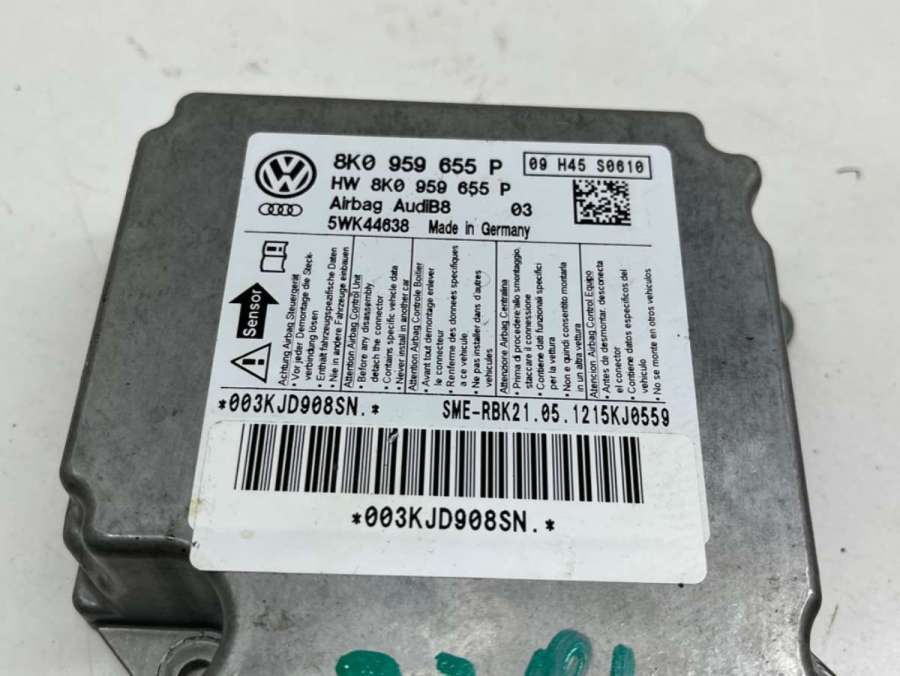 8K0 959 655 P
09 H45 S0610
HW 8K0 959 655 P
Airbag AudiB8 03
5WK44638 Made in Germany
Sensor
Achtung Airbag Steuergerät
• Vor jeder Demontage die Steck-
verbindung lösen
• Enthält fahrzeugspezifische Daten
• Nie in andere Fahrzeuge einbauen
Attention Airbag Control Unit
• Before any disassembly,
detach the connector
• Contains specific vehicle data
• Never install in another car
Attention Airbag Controle Boitier
• Avant tout demontage enlever
le connecteur
• Renferme des données spécifiques
a ce véhicule
• Ne pas installer dans d'autres
véhicules
Attenzione Airbag Centralina
• Prima di procedere allo smontaggio,
staccare il connessione
• Contiene dati funzionali specifici
per la vettura
• Non e quindi consentito montarla
in un altra vettura
Atencion Airbag Control Equipo
• Antes de desmontar, desconecta
el conector
• Contiene datos especificos del
vehiculo
• No se monte en otros vehiculos
*003KJD908SN.* SME-RBK21.05.1215KJ0559
*003KJD908SN.*